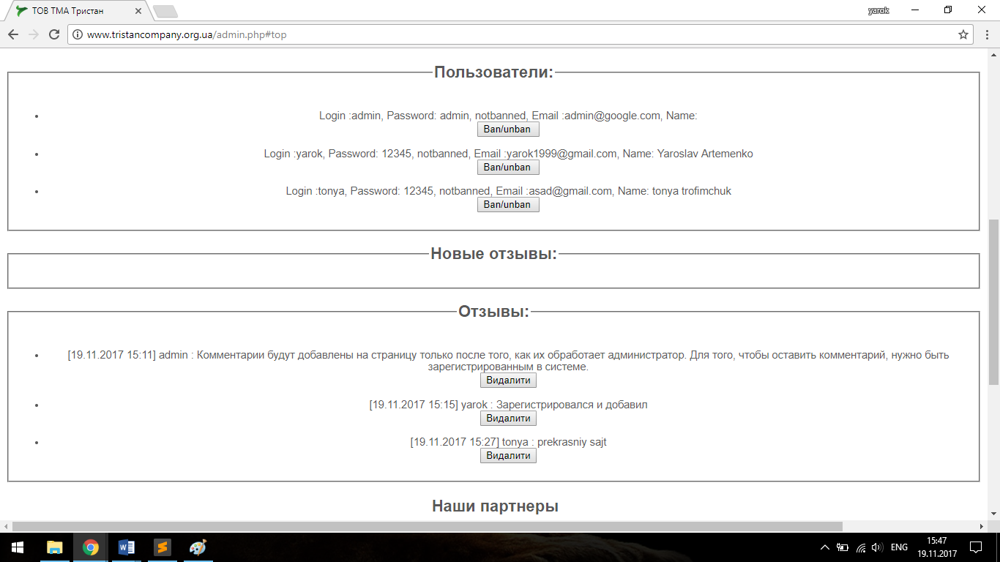 ТОВ ТМА Тристан
yarok
www.tristancompany.org.ua/admin.php#top
Пользователи:
Login :admin, Password: admin, notbanned, Email :admin@google.com, Name:
Ban/unban
Login :yarok, Password: 12345, notbanned, Email :yarok1999@gmail.com, Name: Yaroslav Artemenko
Ban/unban
Login :tonya, Password: 12345, notbanned, Email :asad@gmail.com, Name: tonya trofimchuk
Ban/unban
Новые отзывы:
Отзывы:
[19.11.2017 15:11] admin : Комментарии будут добавлены на страницу только после того, как их обработает администратор. Для того, чтобы оставить комментарий, нужно быть
зарегистрированным в системе.
Видалити
[19.11.2017 15:15] yarok : Зарегистрировался и добавил
Видалити
[19.11.2017 15:27] tonya : prekrasniy sajt
Видалити
Наши партнеры
ENG
15:47
19.11.2017